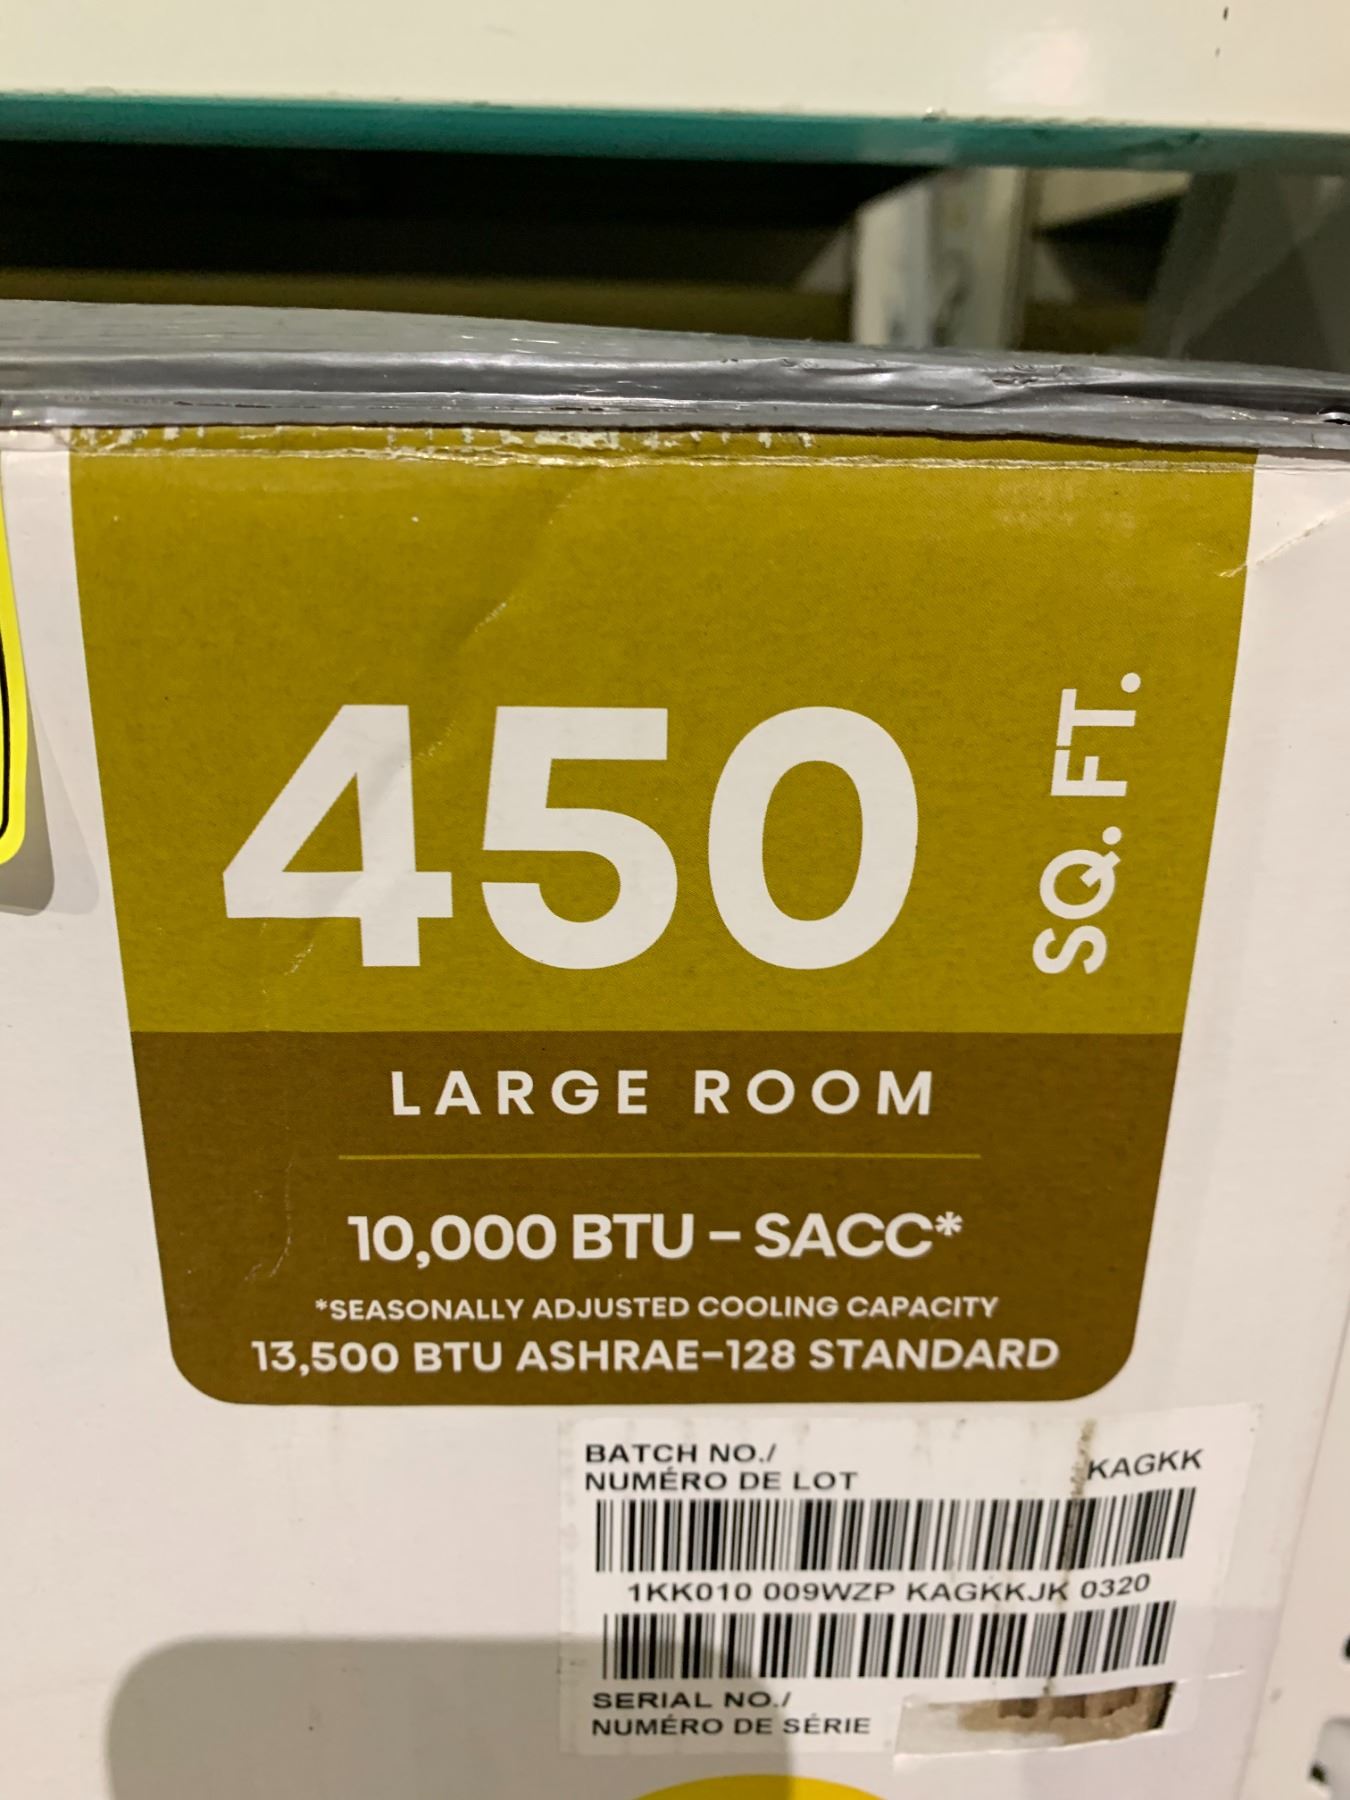 450 SQ. FT.
LARGE ROOM
10,000 BTU – SACC*
*SEASONALLY ADJUSTED COOLING CAPACITY
13,500 BTU ASHRAE-128 STANDARD
BATCH NO./
NUMÉRO DE LOT
KAGKK
1KK010 009WZP KAGKKJK 0320
SERIAL NO./
NUMÉRO DE SÉRIE